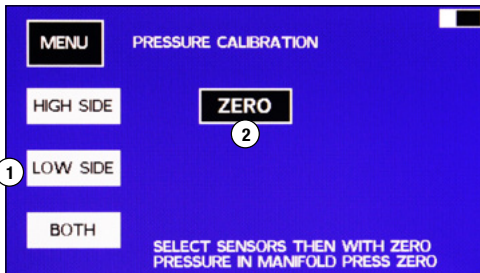 MENU
PRESSURE CALIBRATION
HIGH SIDE
ZERO
2
1
LOW SIDE
BOTH
SELECT SENSORS THEN WITH ZERO
PRESSURE IN MANIFOLD PRESS ZERO